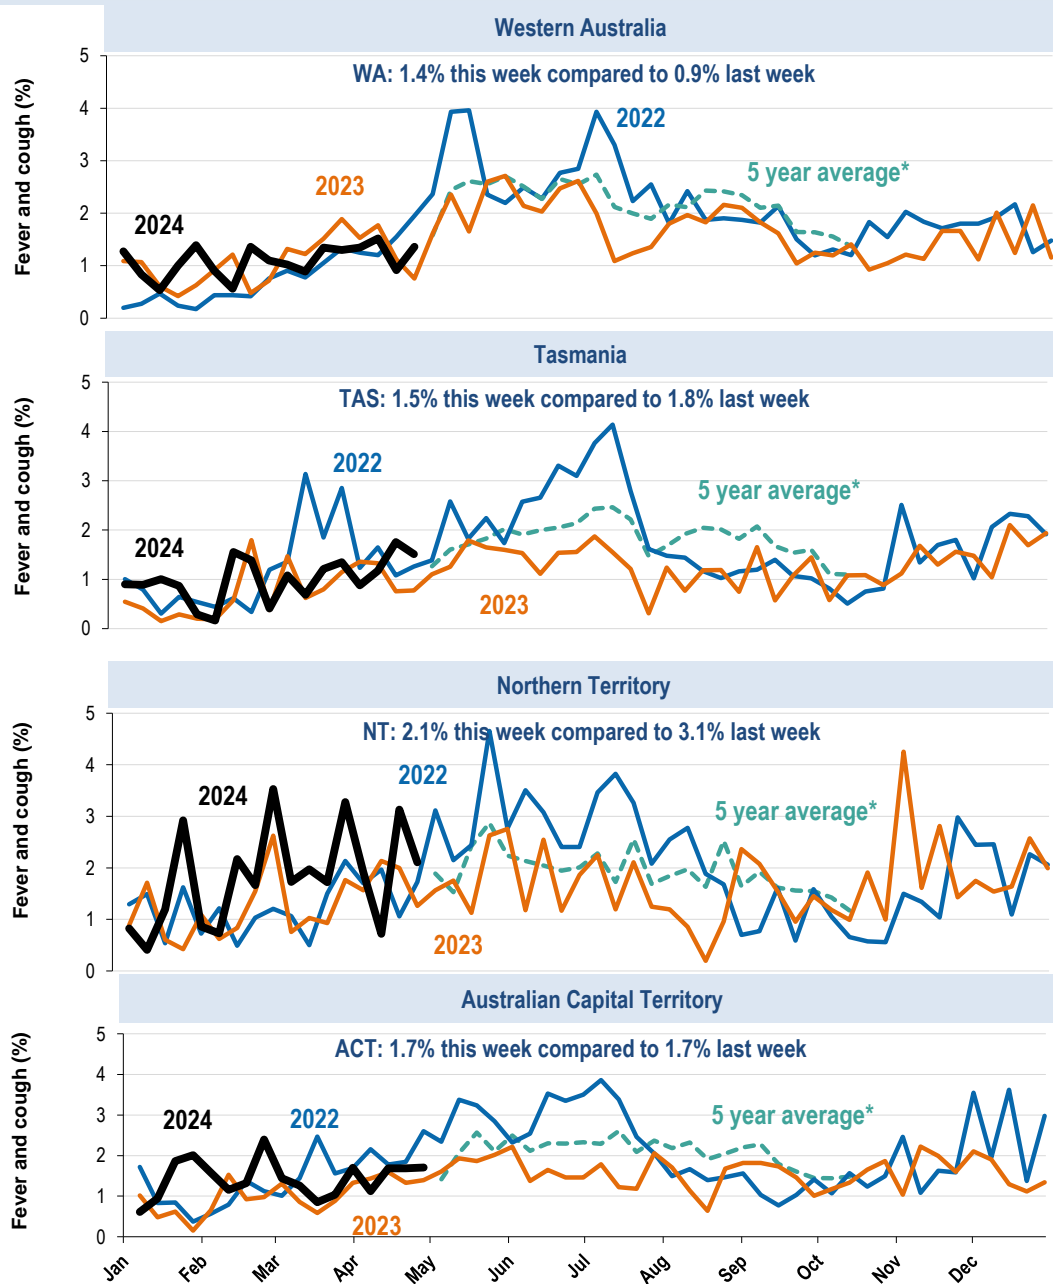 Western Australia
WA: 1.4% this week compared to 0.9% last week
Fever and cough (%)
5
4
3
2
1
0
2022
2023
2024
5 year average*
Tasmania
TAS: 1.5% this week compared to 1.8% last week
Fever and cough (%)
5
4
3
2
1
0
2022
2024
5 year average*
2023
Northern Territory
NT: 2.1% this week compared to 3.1% last week
Fever and cough (%)
5
4
3
2
1
0
2022
2024
5 year average*
2023
Australian Capital Territory
ACT: 1.7% this week compared to 1.7% last week
Fever and cough (%)
5
4
3
2
1
0
2024
2022
5 year average*
2023
Jan
Feb
Mar
Apr
May
Jun
Jul
Aug
Sep
Oct
Nov
Dec